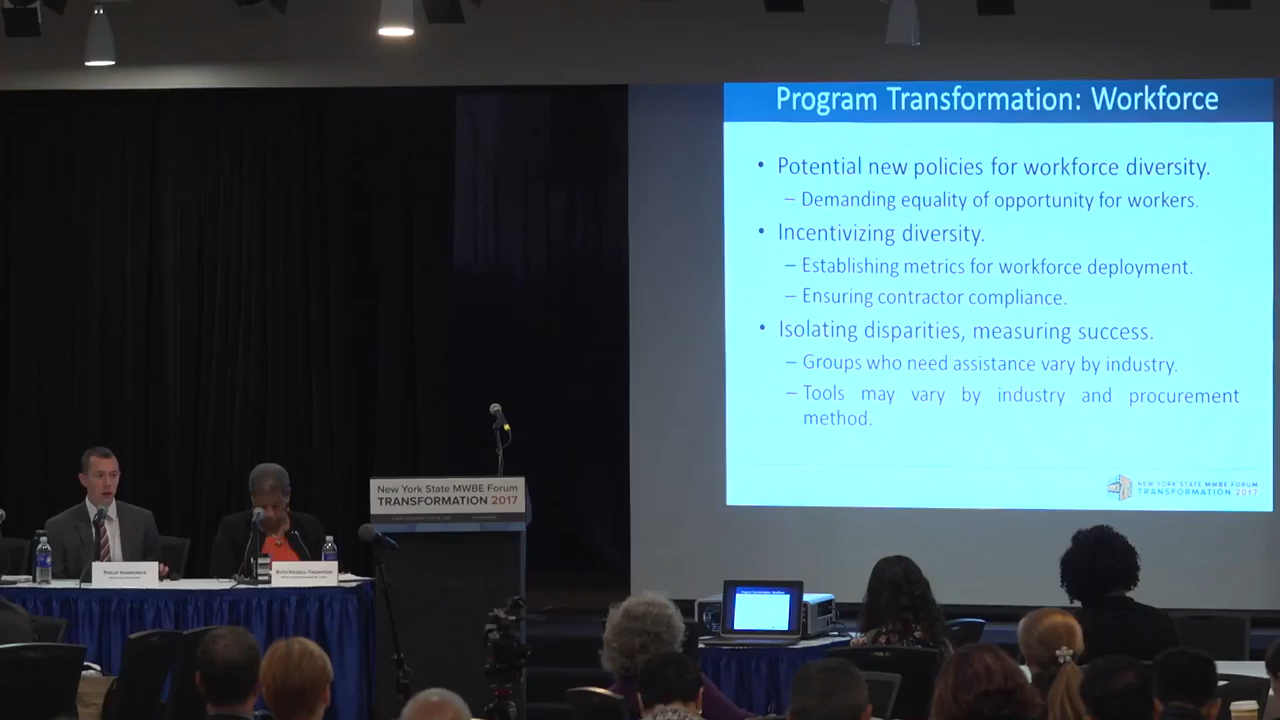 Program Transformation: Workforce
• Potential new policies for workforce diversity.
– Demanding equality of opportunity for workers.
• Incentivizing diversity.
– Establishing metrics for workforce deployment.
– Ensuring contractor compliance.
• Isolating disparities, measuring success.
– Groups who need assistance vary by industry.
– Tools may vary by industry and procurement
method.
NEW YORK STATE MWBE FORUM
TRANSFORMATION 2017
New York State MWBE Forum
TRANSFORMATION 2017
Program Transformation: Workforce